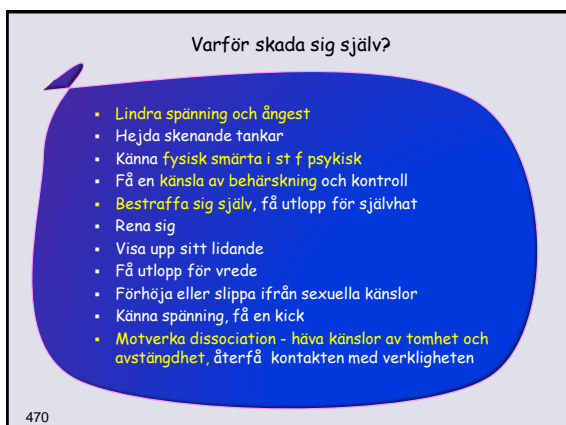 Varför skada sig själv?
Lindra spänning och ångest
Hejda skenande tankar
Känna fysisk smärta i st f psykisk
Få en känsla av behärskning och kontroll
Bestraffa sig själv, få utlopp för självhat
Rena sig
Visa upp sitt lidande
Få utlopp för vrede
Förhöja eller slippa ifrån sexuella känslor
Känna spänning, få en kick
Motverka dissociation - häva känslor av tomhet och
avstängdhet, återfå kontakten med verkligheten
470